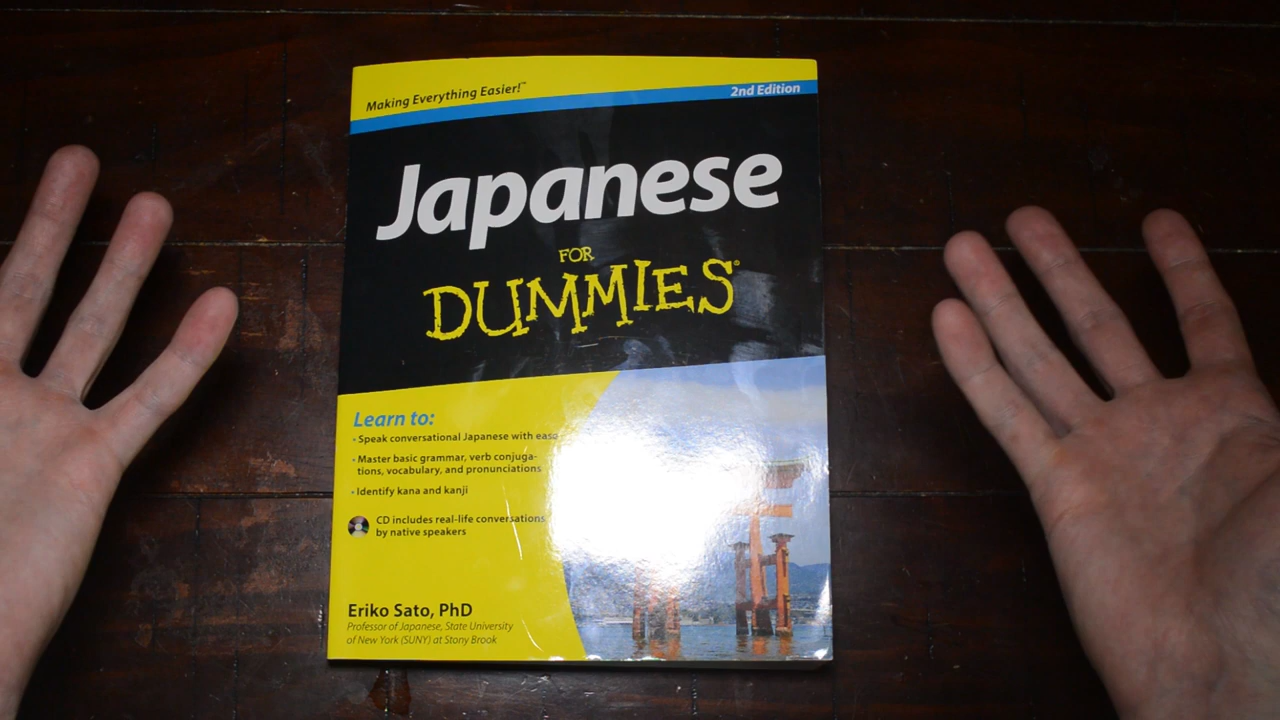 Making Everything Easier!™
2nd Edition
Japanese
FOR
DUMMIES®
Learn to:
• Speak conversational Japanese with ease
• Master basic grammar, verb conjuga-
tions, vocabulary, and pronunciations
• Identify kana and kanji
CD includes real-life conversations
by native speakers
Eriko Sato, PhD
Professor of Japanese, State University
of New York (SUNY) at Stony Brook